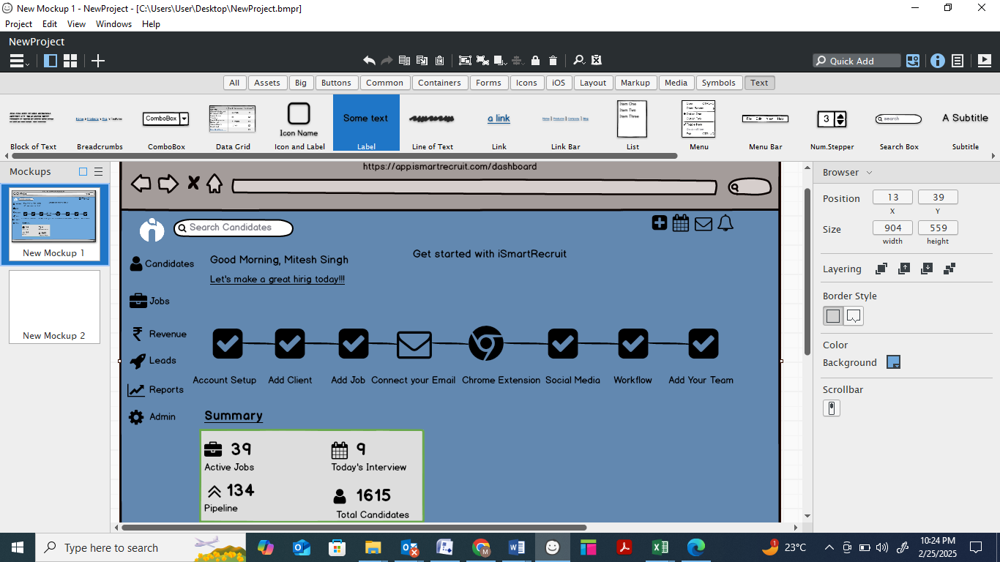 New Mockup 1 - NewProject - [C:\Users\User\Desktop\NewProject.bmpr]
Project Edit View Windows Help
NewProject
Quick Add
All Assets Big Buttons Common Containers Forms Icons iOS Layout Markup Media Symbols Text
ComboBox
Some text
a link
Item One
Item Two
Item Three
File Edit View Help
3
search
A Subtitle
Icon Name
Block of Text Breadcrumbs ComboBox Data Grid Icon and Label Label Line of Text Link Link Bar List Menu Menu Bar Num.Stepper Search Box Subtitle
Mockups
New Mockup 1
New Mockup 2
https://app.ismartrecruit.com/dashboard
Search Candidates
Candidates
Good Morning, Mitesh Singh
Get started with iSmartRecruit
Let's make a great hirig today!!!
Jobs
Revenue
Leads
Account Setup Add Client Add Job Connect your Email Chrome Extension Social Media Workflow Add Your Team
Reports
Admin
Summary
39
Active Jobs
9
Today's Interview
134
Pipeline
1615
Total Candidates
Browser
Position 13 39
X Y
Size 904 559
width height
Layering
Border Style
Color
Background
Scrollbar
Type here to search
1
23°C
10:24 PM
2/25/2025